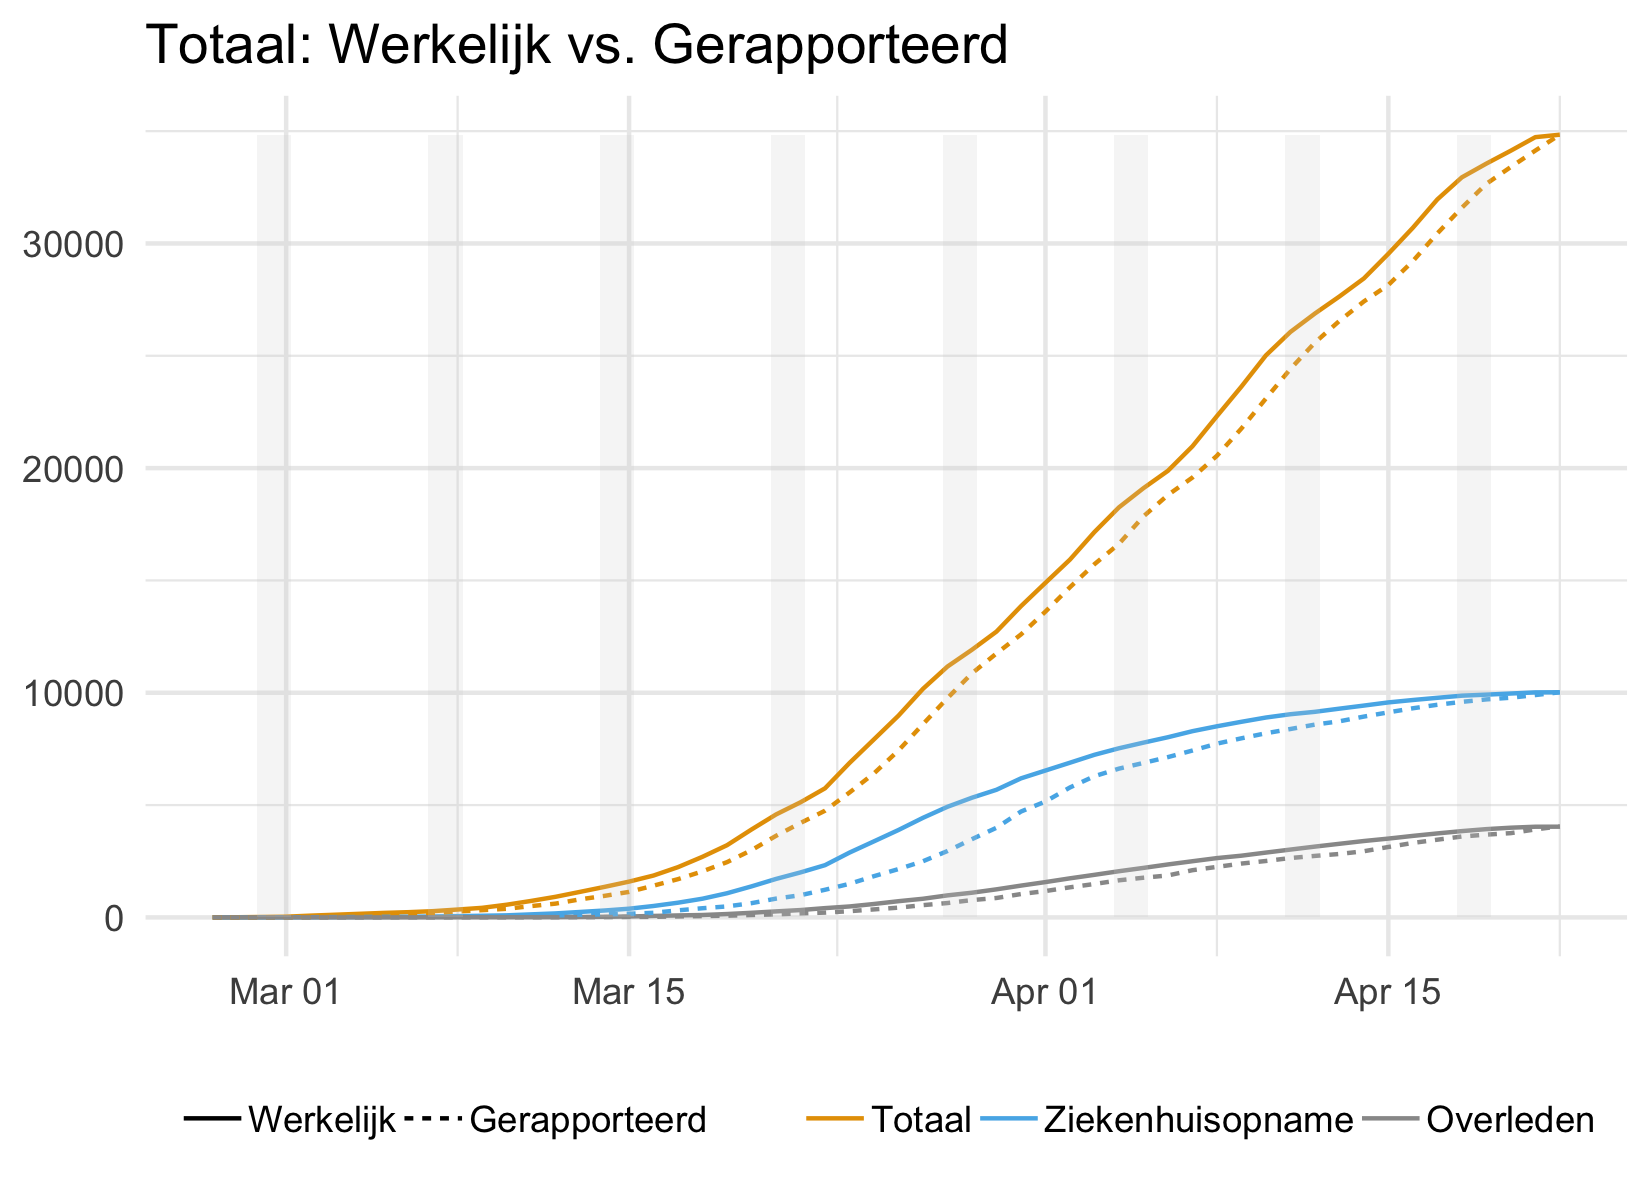 Totaal: Werkelijk vs. Gerapporteerd
30000
20000
10000
0
Mar 01 Mar 15 Apr 01 Apr 15
Werkelijk Gerapporteerd Totaal Ziekenhuisopname Overleden